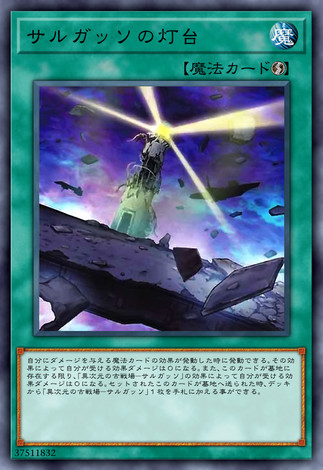 サルガッソの灯台
魔
【魔法カード】
自分にダメージを与える魔法カードの効果が発動した時に発動できる。その効
果によって自分が受ける効果ダメージは0になる。また、このカードが墓地に
存在する限り、「異次元の古戦場-サルガッソ」の効果によって自分が受ける効
果ダメージは0になる。セットされたこのカードが墓地へ送られた時、デッキ
から「異次元の古戦場-サルガッソ」1枚を手札に加える事ができる。
37511832